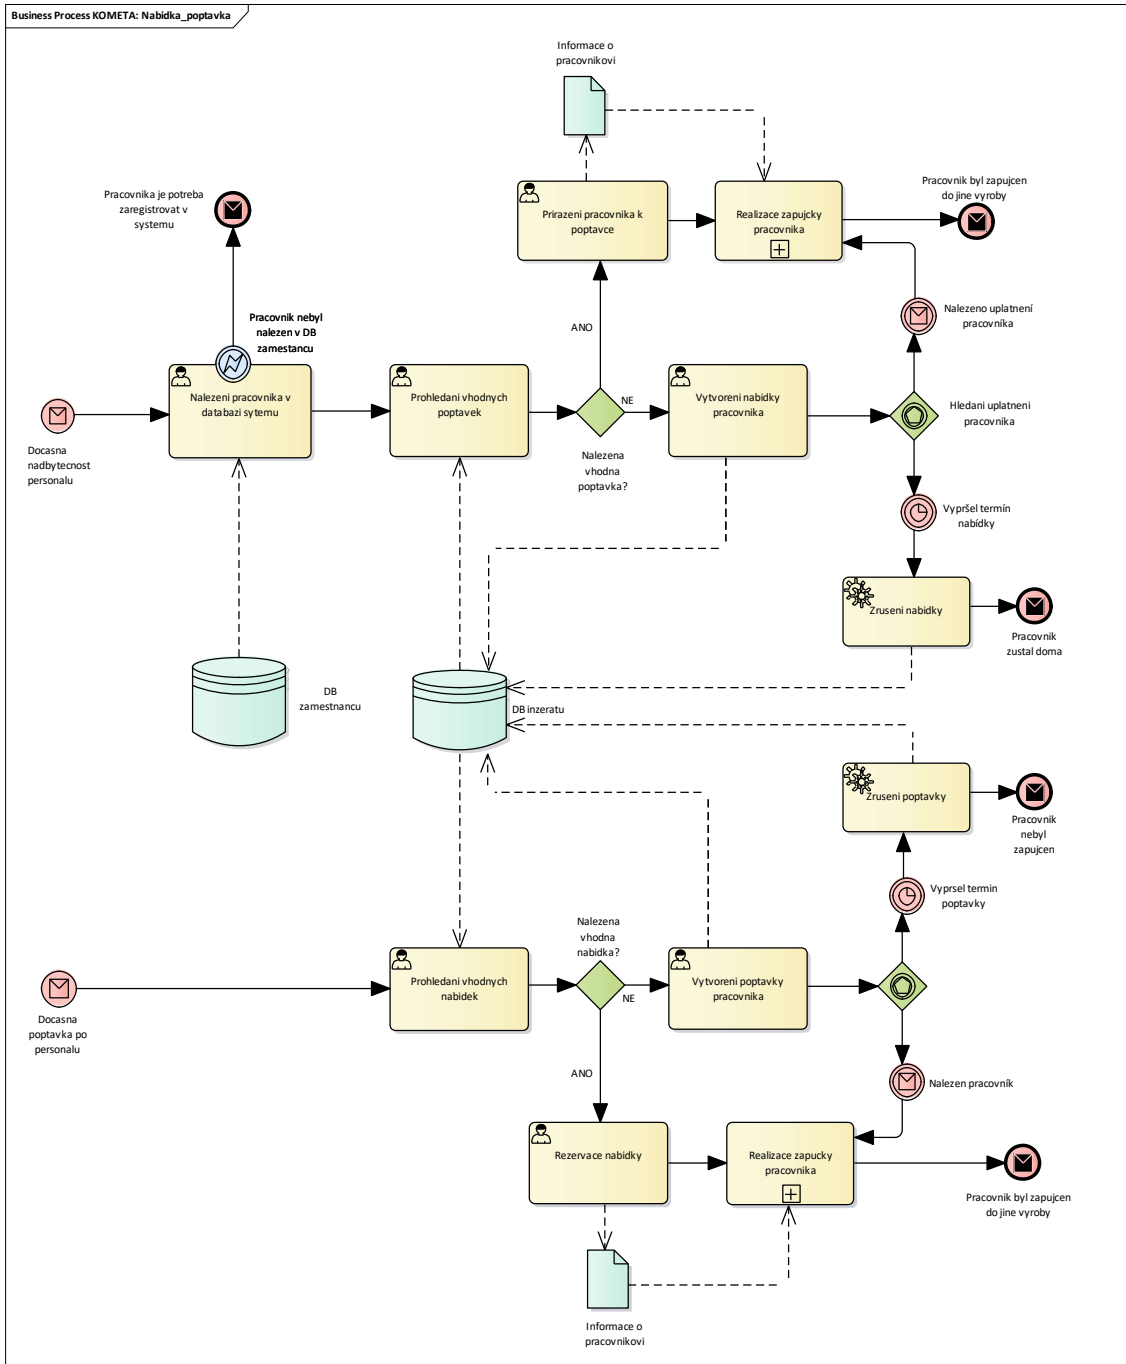 Business Process KOMETA: Nabidka_poptavka
Informace o
pracovnikovi
Pracovnika je potreba
zaregistrovat v
systemu
Prirazeni pracovnika k
poptavce
Realizace zapujcky
pracovnika
Pracovnik byl zapujcen
do jine vyroby
Pracovnik nebyl
nalezen v DB
zamestancu
ANO
Nalezeno uplatnení
pracovníka
Nalezeni pracovnika v
databazi sytemu
Prohledani vhodnych
poptavek
NE
Vytvoreni nabidky
pracovnika
Hledani uplatneni
pracovnika
Docasna
nadbytecnost
personalu
Nalezena
vhodna
poptavka?
Vypršel termín
nabídky
Zruseni nabidky
Pracovnik
zustal doma
DB
zamestnancu
DB inzeratu
Zruseni poptavky
Pracovnik
nebyl
zapujcen
Vyprsel termin
poptavky
Nalezena
vhodna
nabidka?
Prohledani vhodnych
nabidek
NE
Vytvoreni poptavky
pracovnika
Docasna
poptavka po
personalu
ANO
Nalezen pracovník
Rezervace nabidky
Realizace zapucky
pracovnika
Pracovnik byl zapujcen
do jine vyroby
Informace o
pracovnikovi